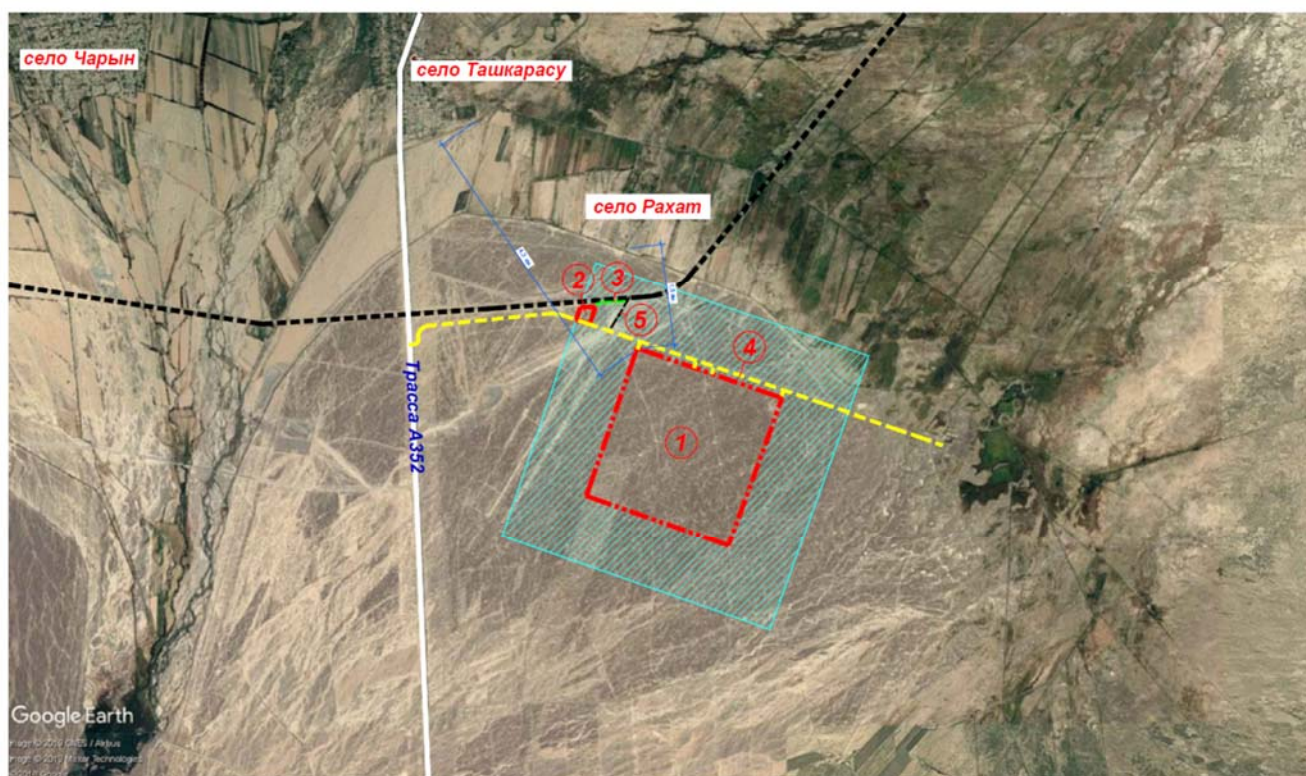 село Чарын
село Ташкарасу
село Рахат
2
3
5
4
1
Трасса А352
Google Earth